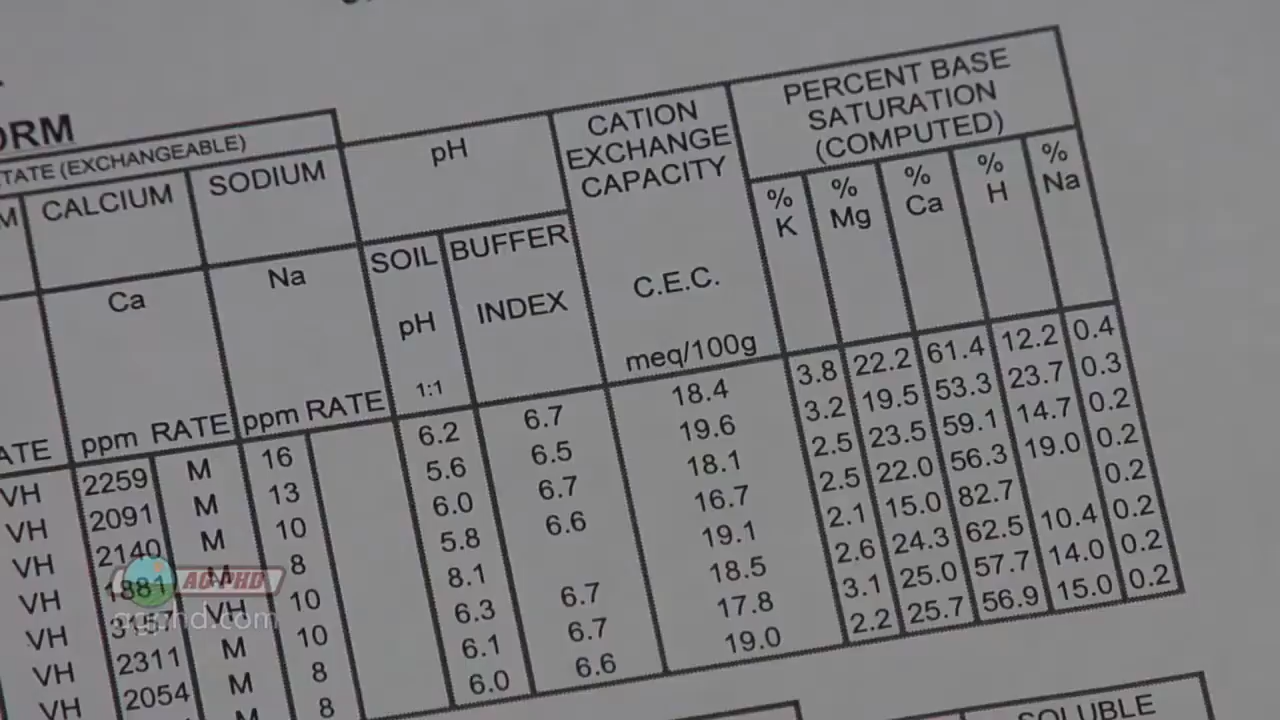 ORM
TATE (EXCHANGEABLE)
M CALCIUM SODIUM pH CATION EXCHANGE CAPACITY PERCENT BASE SATURATION (COMPUTED)
Ca Na SOIL pH 1:1 BUFFER INDEX C.E.C. meq/100g % K % Mg % Ca % H % Na
ATE ppm RATE ppm RATE
VH 2259 M 16 6.2 6.7 18.4 3.8 22.2 61.4 12.2 0.4
VH 2091 M 13 5.6 6.5 19.6 3.2 19.5 53.3 23.7 0.3
VH 2140 M 10 6.0 6.7 18.1 2.5 23.5 59.1 14.7 0.2
VH 1881 M 8 5.8 6.6 16.7 2.5 22.0 56.3 19.0 0.2
VH VH 10 8.1 19.1 2.1 15.0 82.7 0.2
VH 2311 M 10 6.3 6.7 18.5 2.6 24.3 62.5 10.4 0.2
VH 2054 M 8 6.1 6.7 17.8 3.1 25.0 57.7 14.0 0.2
M 8 6.0 6.6 19.0 2.2 25.7 56.9 15.0 0.2
AG PHD
agphd.com
SOLUBLE